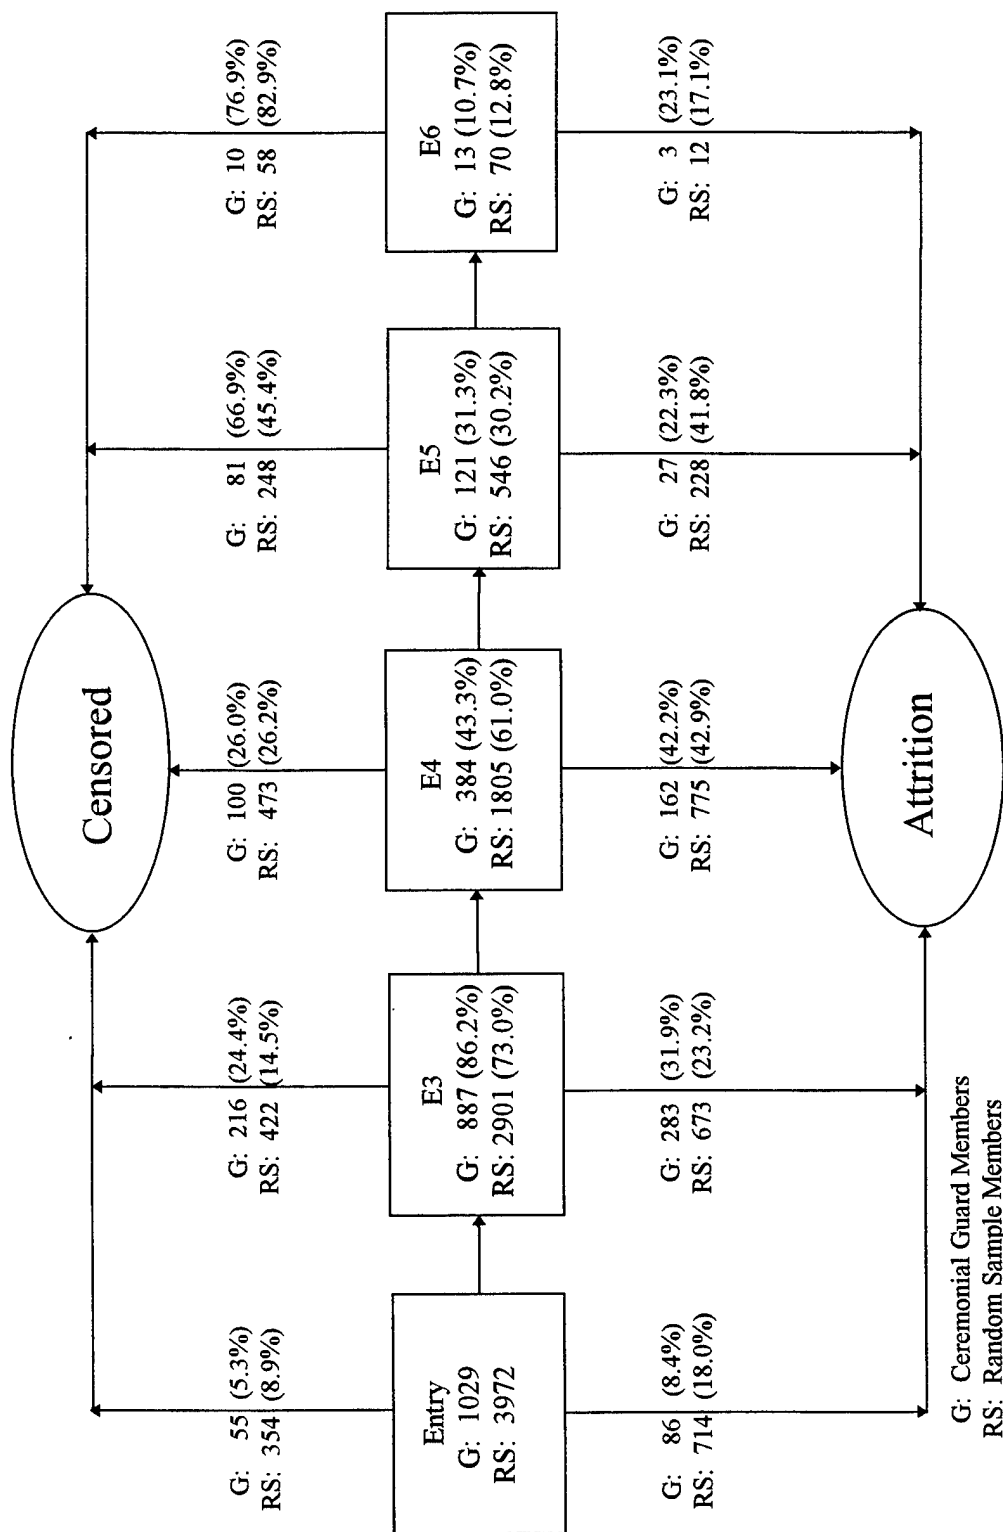 Censored
G: 55 (5.3%)
RS: 354 (8.9%)
G: 216 (24.4%)
RS: 422 (14.5%)
G: 100 (26.0%)
RS: 473 (26.2%)
G: 81 (66.9%)
RS: 248 (45.4%)
G: 10 (76.9%)
RS: 58 (82.9%)
Entry
G: 1029
RS: 3972
E3
G: 887 (86.2%)
RS: 2901 (73.0%)
E4
G: 384 (43.3%)
RS: 1805 (61.0%)
E5
G: 121 (31.3%)
RS: 546 (30.2%)
E6
G: 13 (10.7%)
RS: 70 (12.8%)
G: 86 (8.4%)
RS: 714 (18.0%)
G: 283 (31.9%)
RS: 673 (23.2%)
G: 162 (42.2%)
RS: 775 (42.9%)
G: 27 (22.3%)
RS: 228 (41.8%)
G: 3 (23.1%)
RS: 12 (17.1%)
Attrition
G: Ceremonial Guard Members
RS: Random Sample Members